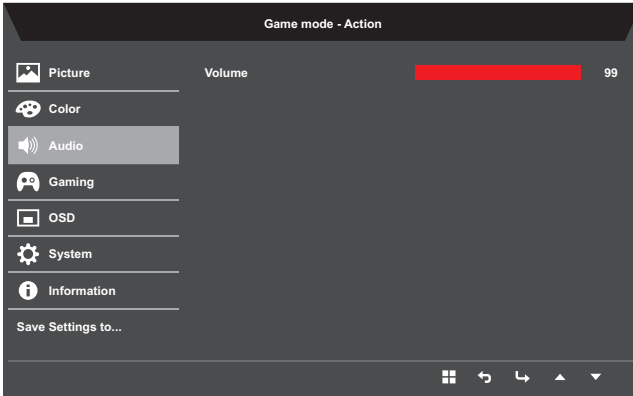 Game mode - Action
Picture
Volume 99
Color
Audio
Gaming
OSD
System
Information
Save Settings to...